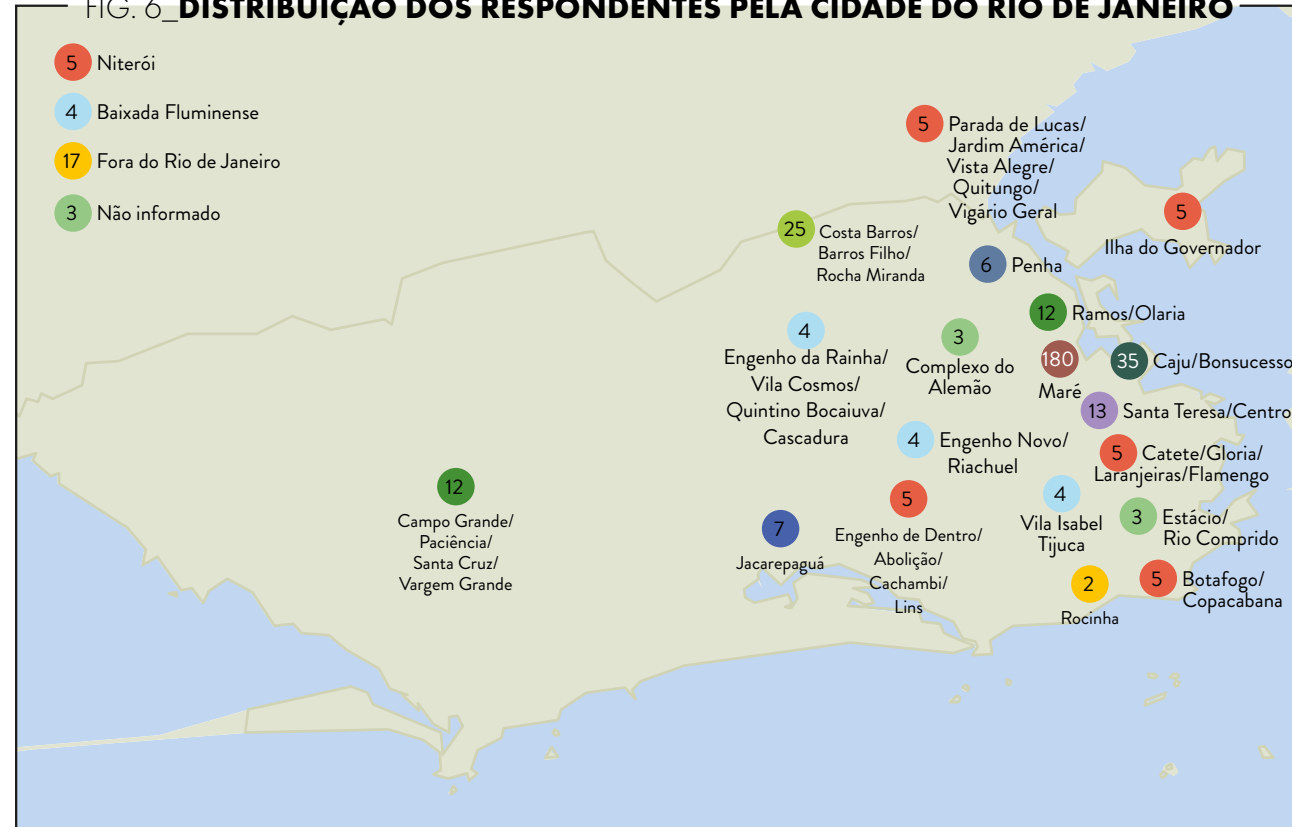 FIG. 6_DISTRIBUIÇÃO DOS RESPONDENTES PELA CIDADE DO RIO DE JANEIRO
5 Niterói
4 Baixada Fluminense
17 Fora do Rio de Janeiro
3 Não informado
5 Parada de Lucas/
Jardim América/
Vista Alegre/
Quitungo/
Vigário Geral
5
Ilha do Governador
25 Costa Barros/
Barros Filho/
Rocha Miranda
6 Penha
12 Ramos/Olaria
4
Engenho da Rainha/
Vila Cosmos/
Quintino Bocaiuva/
Cascadura
3
Complexo do
Alemão
180
Maré
35 Caju/Bonsucesso
13 Santa Teresa/Centro
4 Engenho Novo/
Riachuel
5 Catete/Gloria/
Laranjeiras/Flamengo
12
Campo Grande/
Paciência/
Santa Cruz/
Vargem Grande
7
Jacarepaguá
5
Engenho de Dentro/
Abolição/
Cachambi/
Lins
4
Vila Isabel
Tijuca
3 Estácio/
Rio Comprido
2
Rocinha
5 Botafogo/
Copacabana